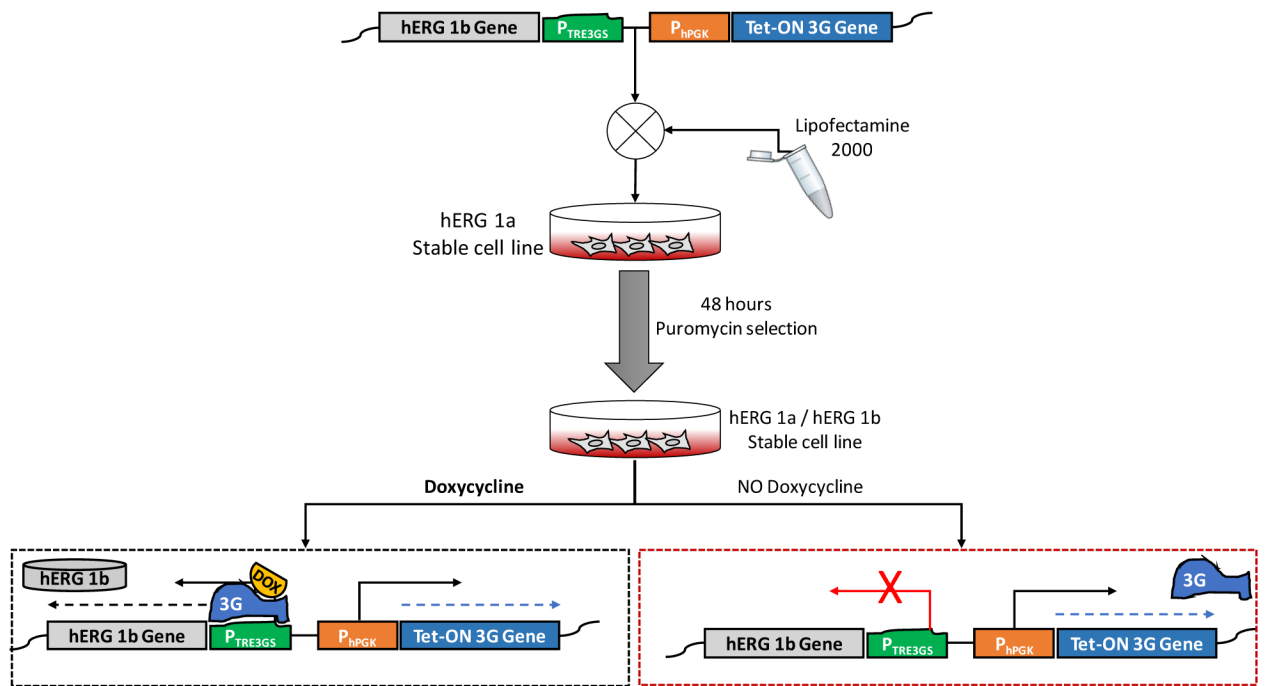 hERG 1b Gene
PTRE3GS
PhPGK
Tet-ON 3G Gene
Lipofectamine
2000
hERG 1a
Stable cell line
48 hours
Puromycin selection
hERG 1a / hERG 1b
Stable cell line
Doxycycline
NO Doxycycline
hERG 1b
DOX
3G
hERG 1b Gene
PTRE3GS
PhPGK
Tet-ON 3G Gene
X
3G
hERG 1b Gene
PTRE3GS
PhPGK
Tet-ON 3G Gene